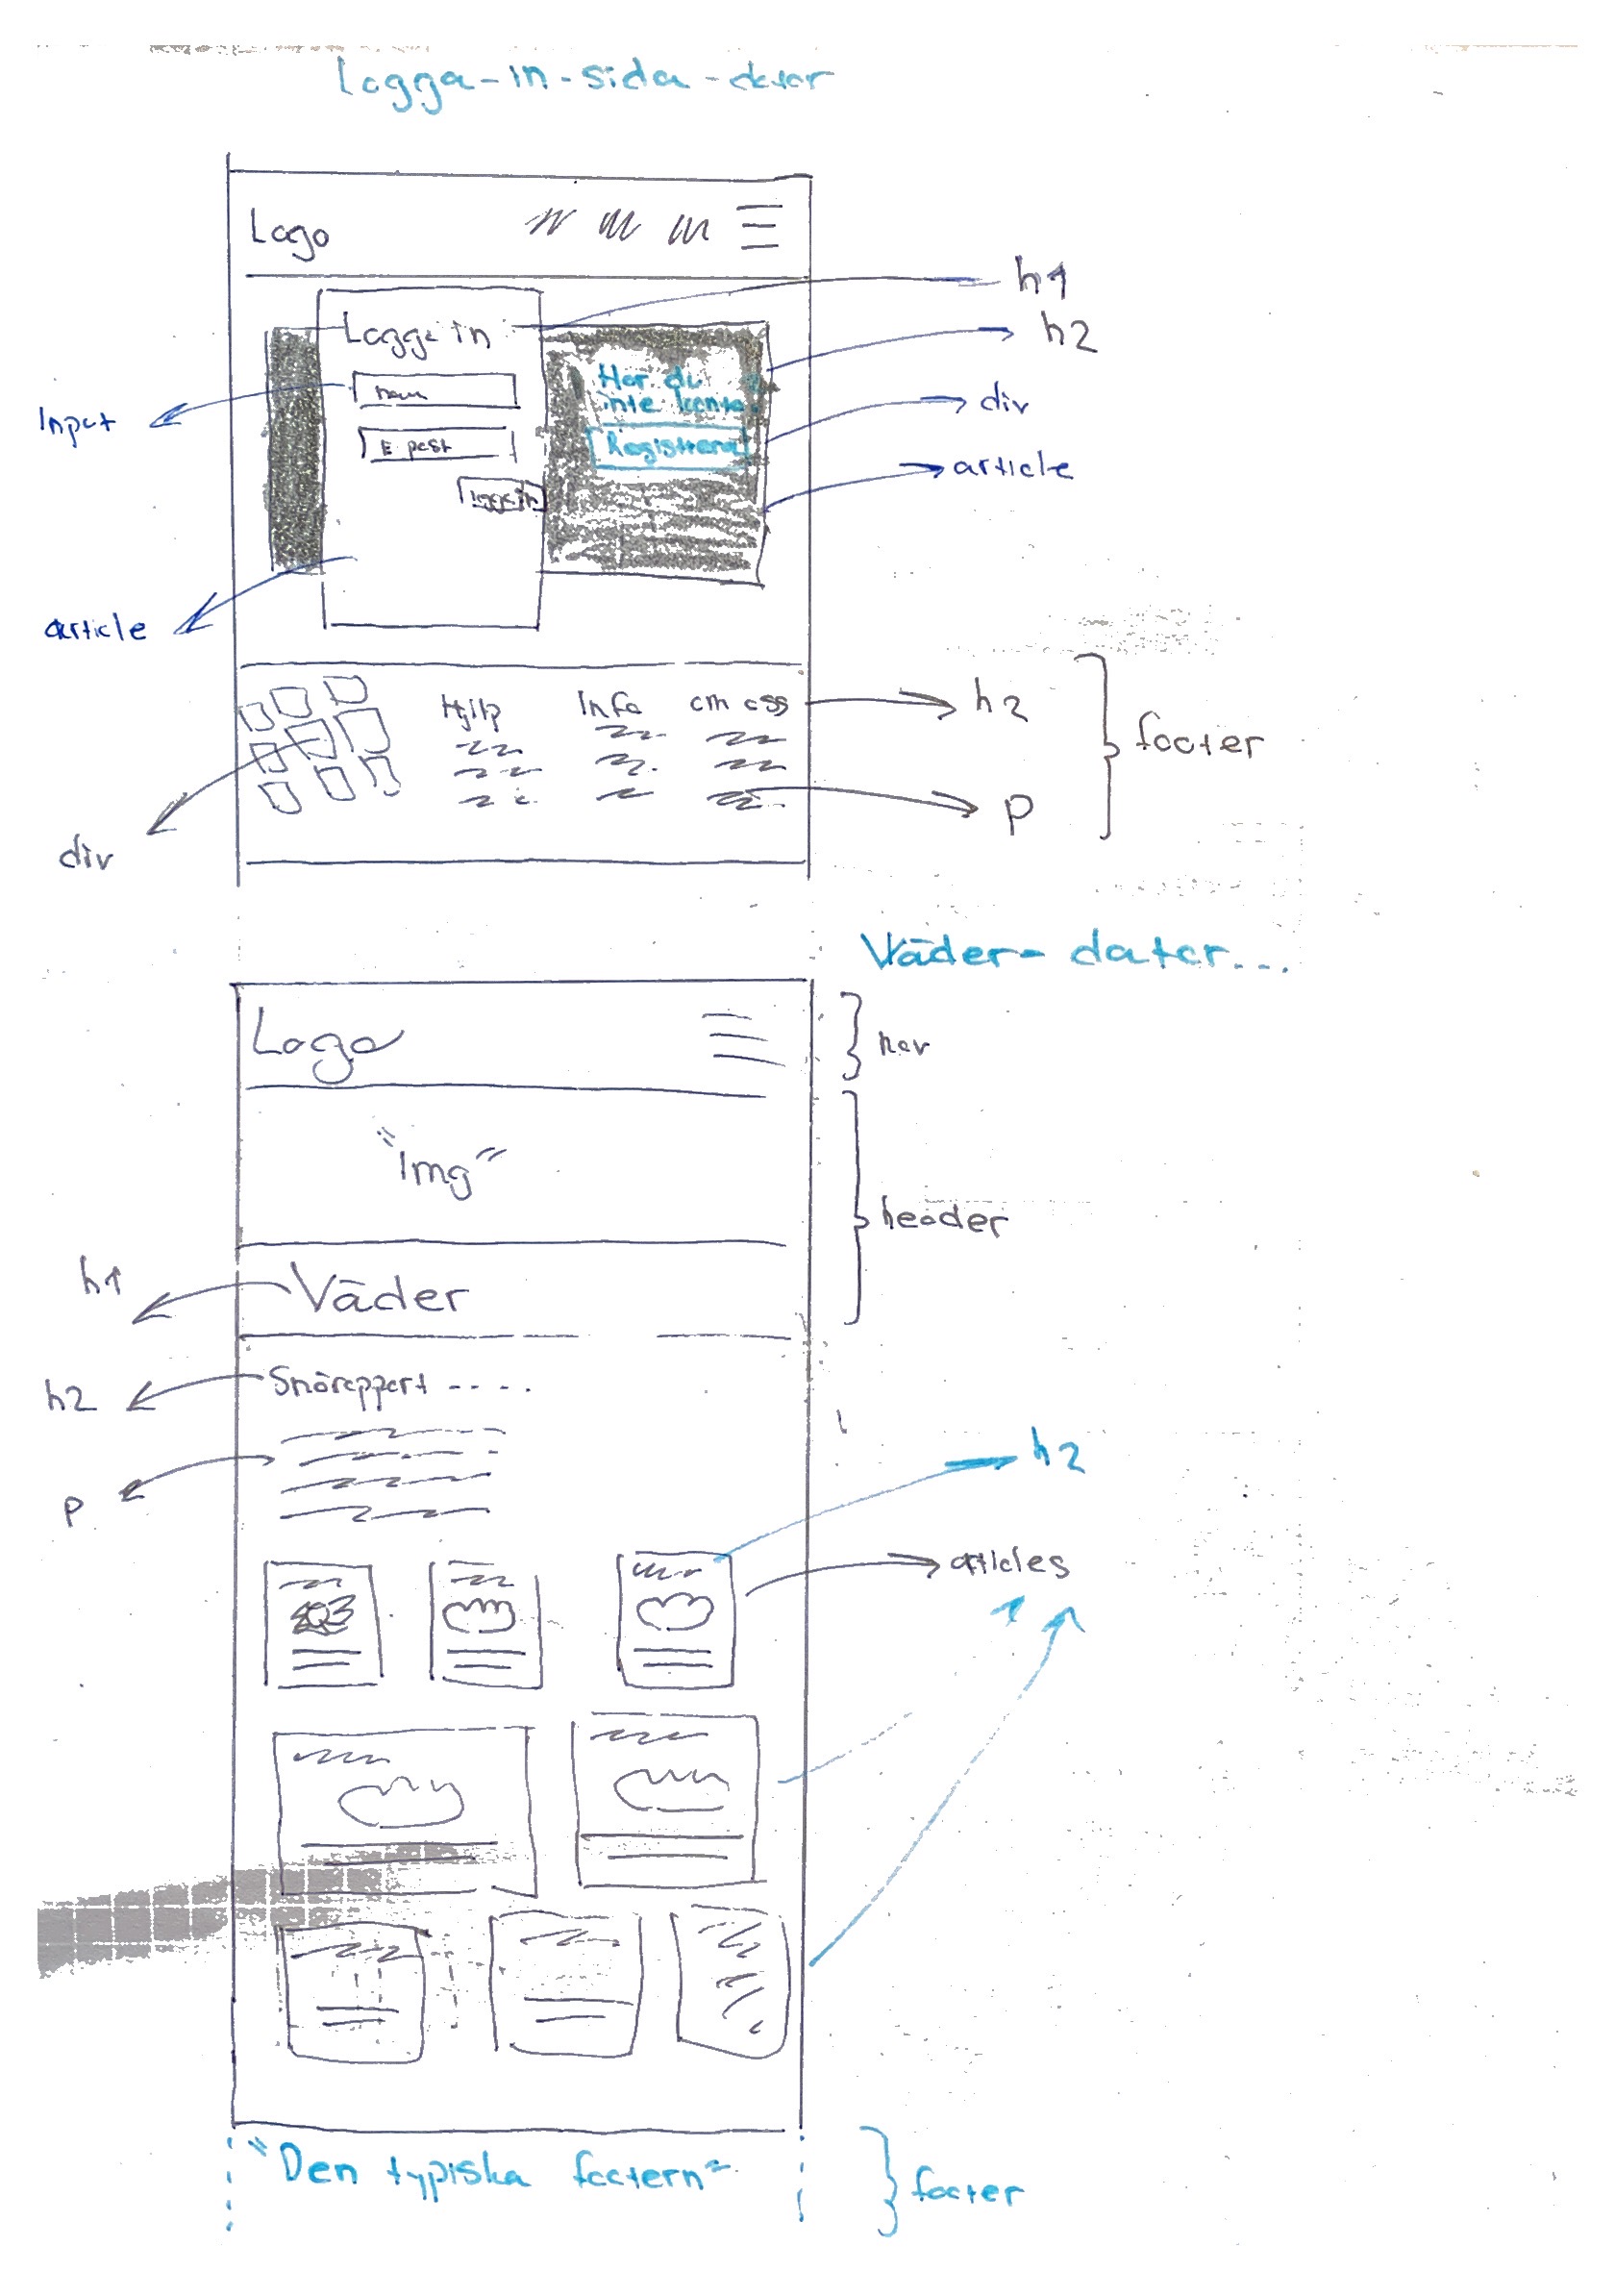 Logga-in-sida-dator
Logo
h1
Logga in
h2
Har du
inte konto?
namn
Input
div
E-post
Registrera
article
logga in
article
Hjälp
Info
om oss
h2
footer
p
div
Väder- dator...
Logo
nav
"Img"
header
h1
Väder
h2
Snörapport ----.
h2
p
articles
"Den typiska footern"
footer